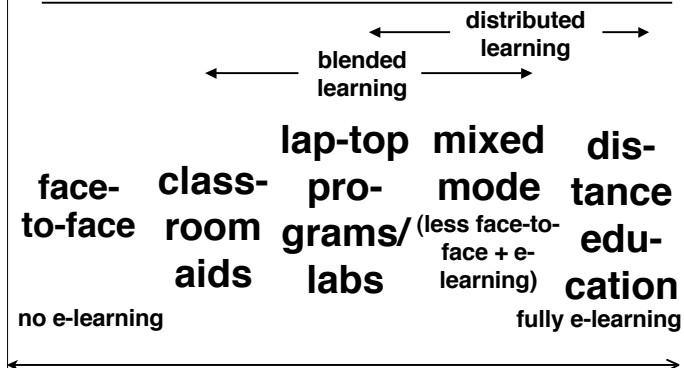 distributed
learning
blended
learning
face-
to-face
class-
room
aids
lap-top
pro-
grams/
labs
mixed
mode
(less face-to-
face + e-
learning)
dis-
tance
edu-
cation
no e-learning
fully e-learning